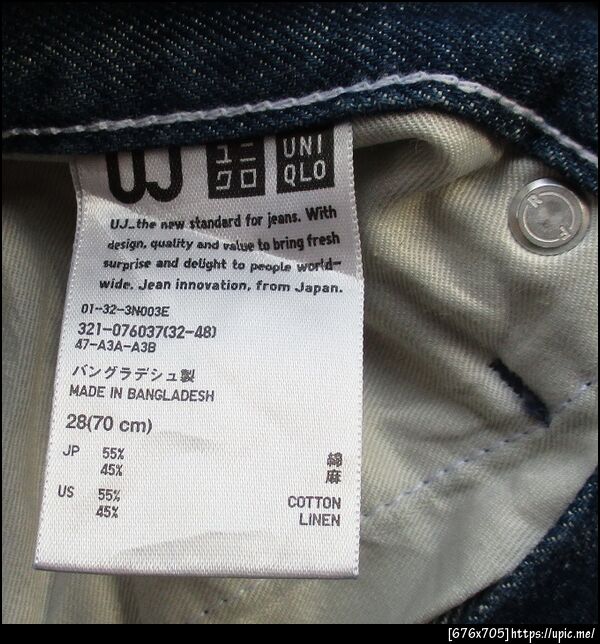 UJ ユニクロ UNIQLO
UJ_the new standard for jeans. With
design, quality and value to bring fresh
surprise and delight to people world-
wide. Jean innovation, from Japan.
01-32-3N003E
321-076037(32-48)
47-A3A-A3B
バングラデシュ製
MADE IN BANGLADESH
28(70 cm)
JP 55% 綿
45% 麻
US 55% COTTON
45% LINEN
[676x705]https://upic.me/